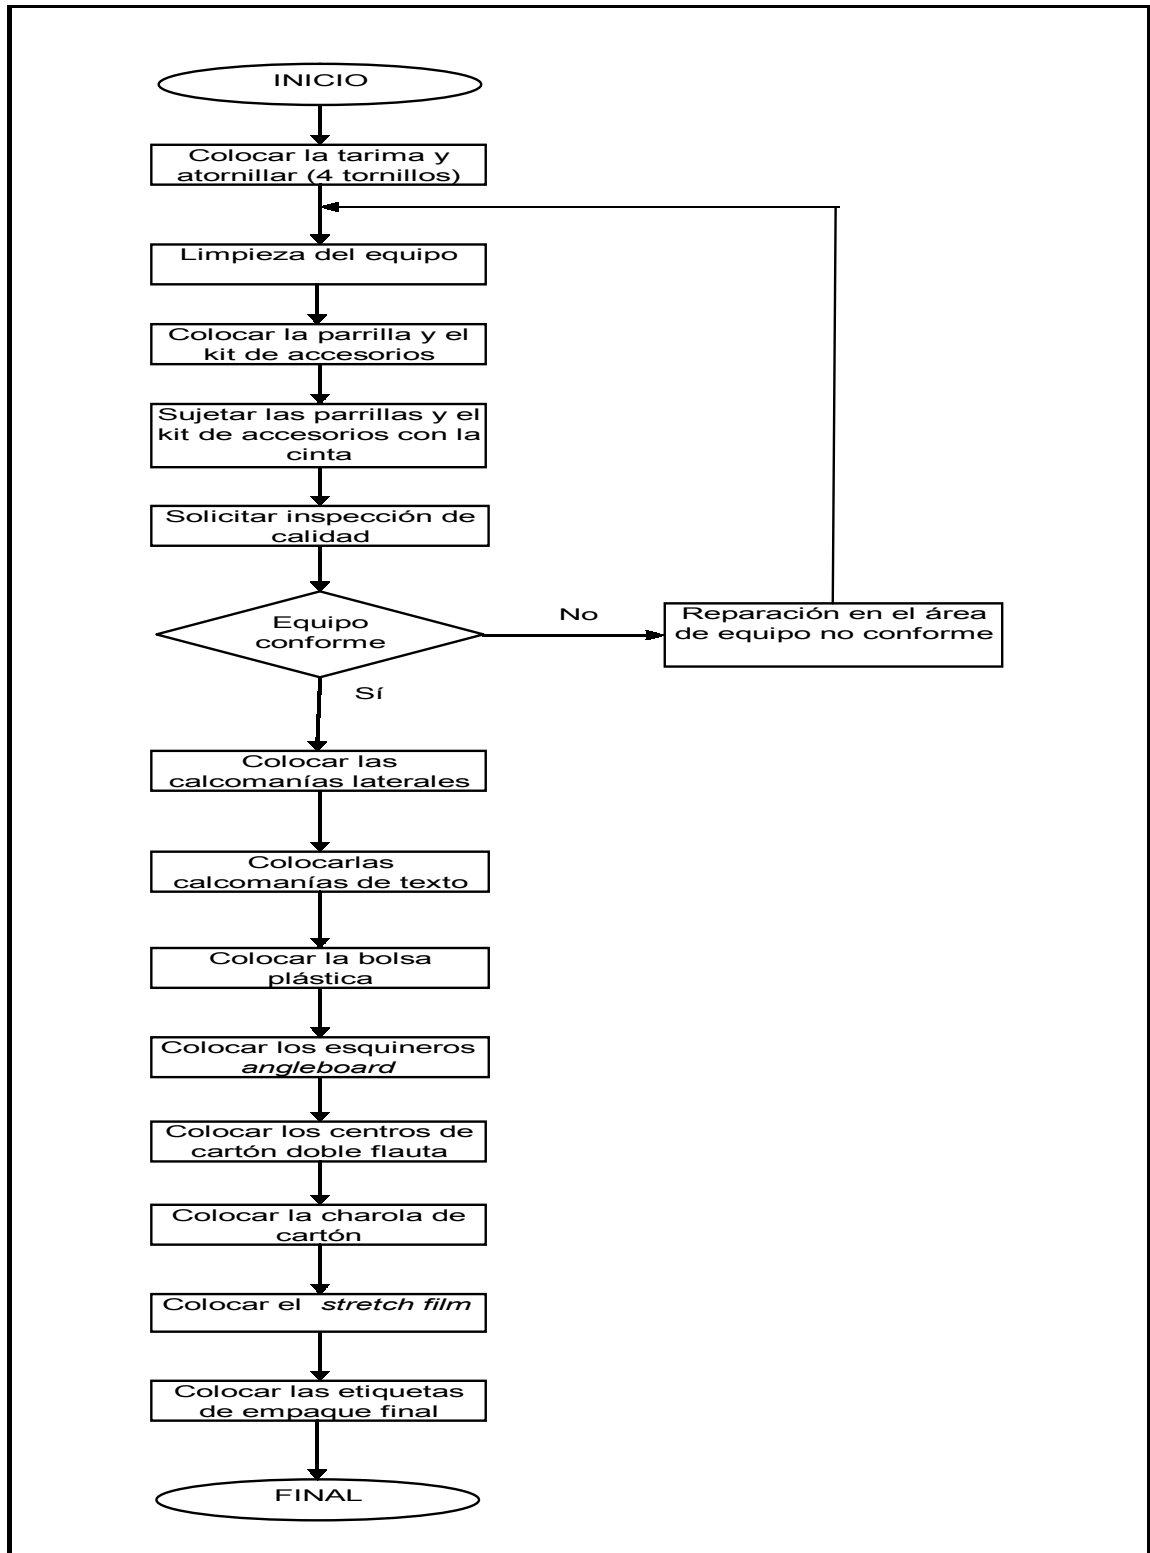 INICIO
Colocar la tarima y
atornillar (4 tornillos)
Limpieza del equipo
Colocar la parrilla y el
kit de accesorios
Sujetar las parrillas y el
kit de accesorios con la
cinta
Solicitar inspección de
calidad
Equipo
conforme
No
Reparación en el área
de equipo no conforme
Sí
Colocar las
calcomanías laterales
Colocarlas
calcomanías de texto
Colocar la bolsa
plástica
Colocar los esquineros
angleboard
Colocar los centros de
cartón doble flauta
Colocar la charola de
cartón
Colocar el stretch film
Colocar las etiquetas
de empaque final
FINAL